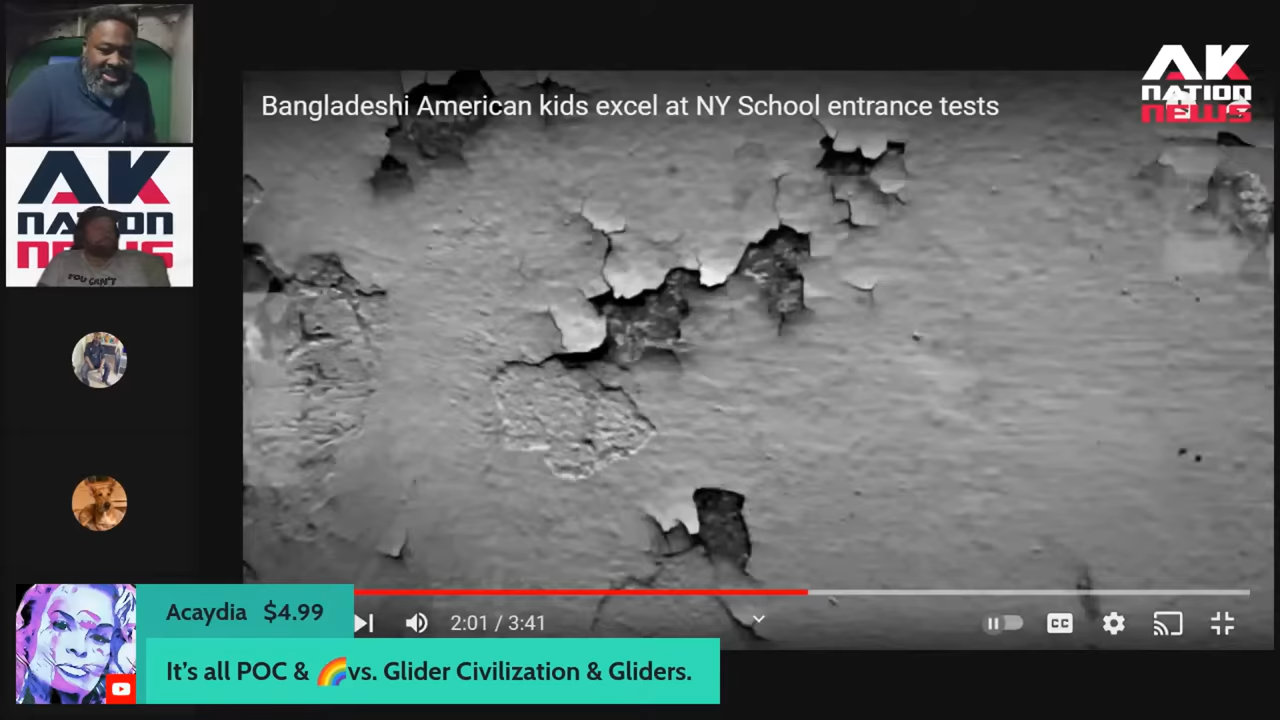 Bangladeshi American kids excel at NY School entrance tests
AK
NATION
NEWS
AK
NATION
NEWS
YOU CAN'T
2:01 / 3:41
CC
Acaydia $4.99
It's all POC & 🌈vs. Glider Civilization & Gliders.